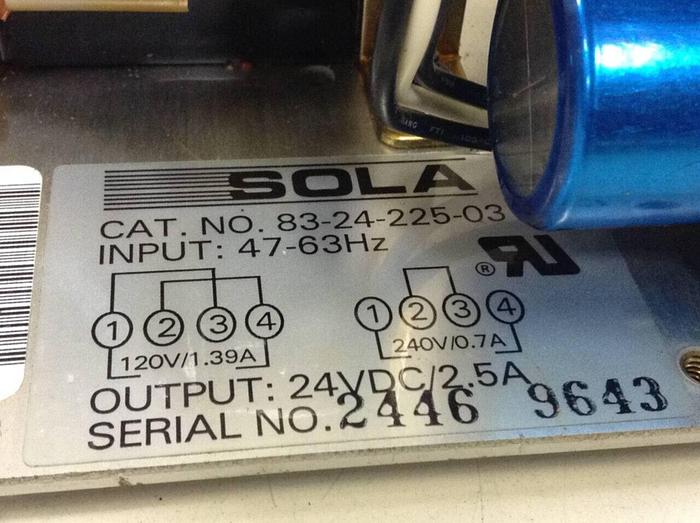 SOLA
CAT. NO. 83-24-225-03
INPUT: 47-63Hz
® RU
1 2 3 4
120V/1.39A
1 2 3 4
240V/0.7A
OUTPUT: 24VDC/2.5A
SERIAL NO. 2446 9643